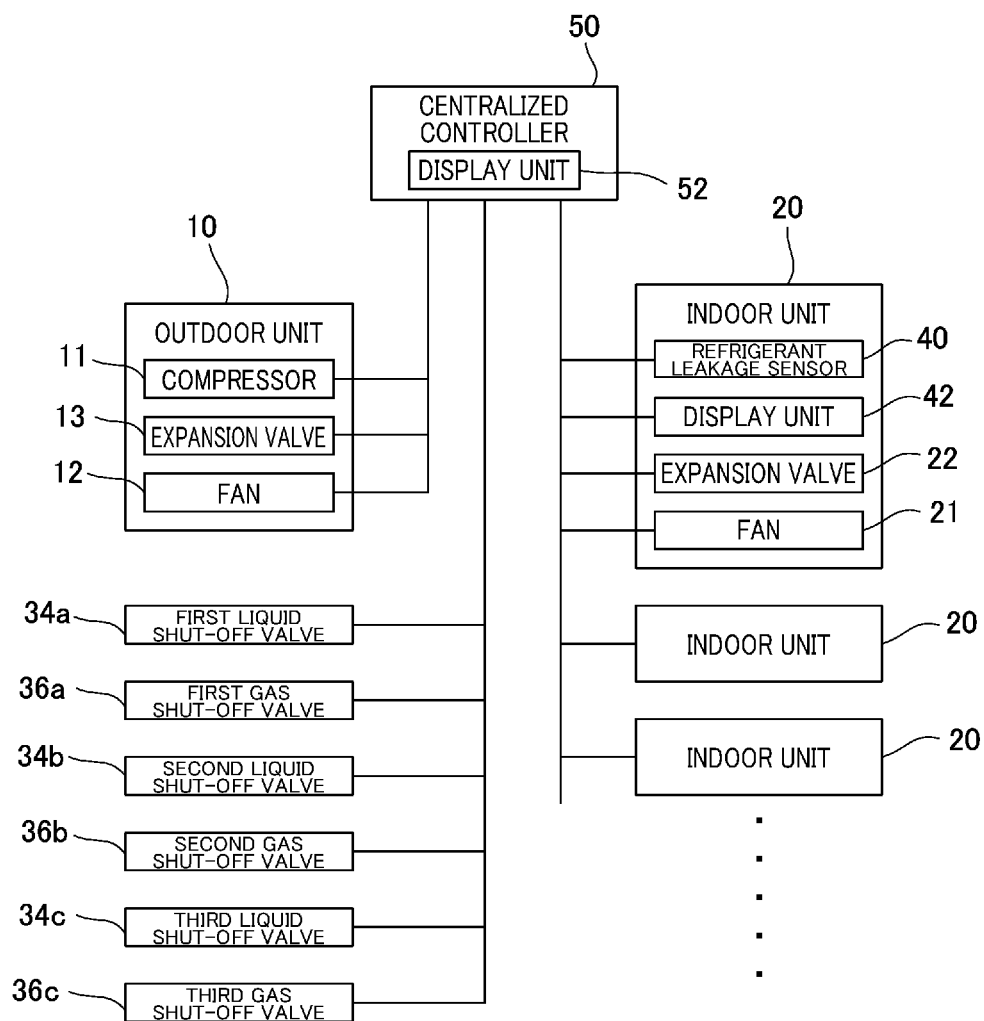 50
CENTRALIZED
CONTROLLER
DISPLAY UNIT
52
10
OUTDOOR UNIT
11
COMPRESSOR
13
EXPANSION VALVE
12
FAN
20
INDOOR UNIT
REFRIGERANT
LEAKAGE SENSOR
40
DISPLAY UNIT
42
EXPANSION VALVE
22
FAN
21
34a
FIRST LIQUID
SHUT-OFF VALVE
36a
FIRST GAS
SHUT-OFF VALVE
34b
SECOND LIQUID
SHUT-OFF VALVE
36b
SECOND GAS
SHUT-OFF VALVE
34c
THIRD LIQUID
SHUT-OFF VALVE
36c
THIRD GAS
SHUT-OFF VALVE
INDOOR UNIT
20
INDOOR UNIT
20